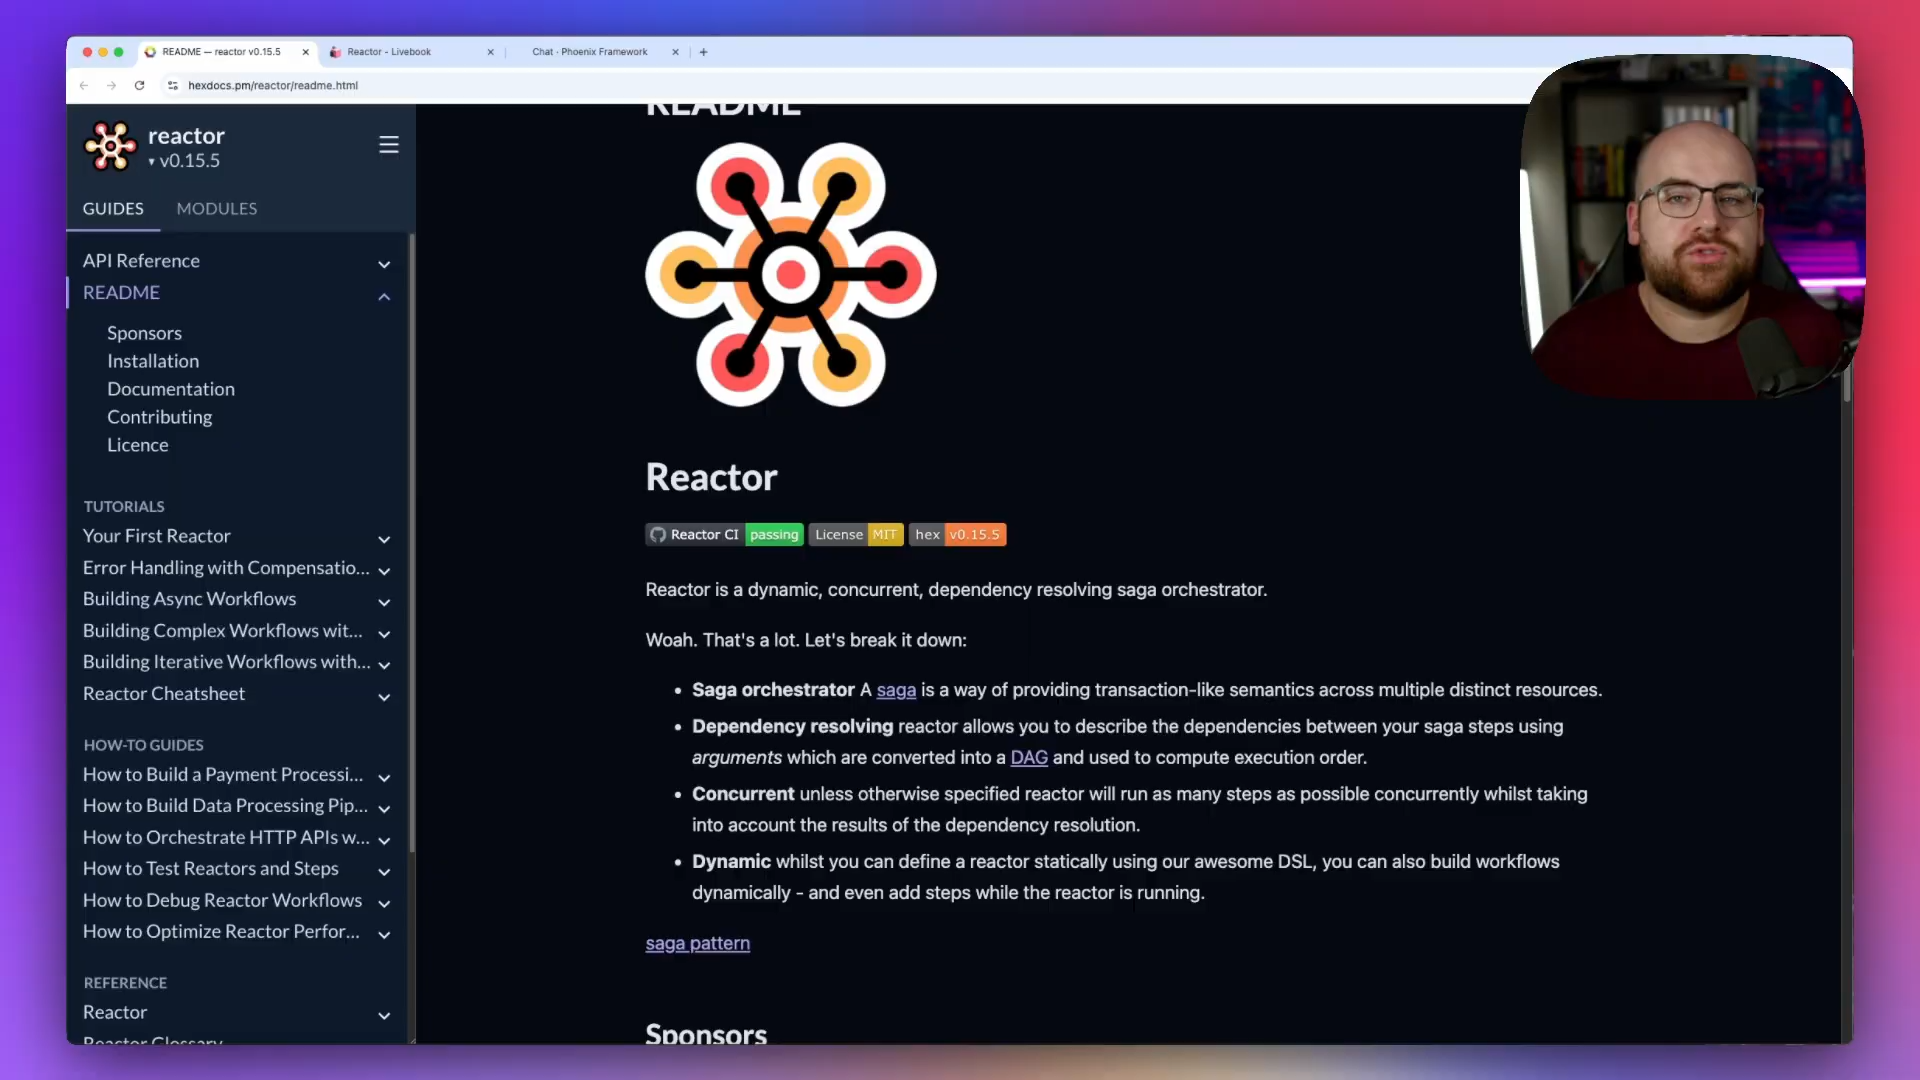 README — reactor v0.15.5
Reactor - Livebook
Chat · Phoenix Framework
hexdocs.pm/reactor/readme.html
reactor
v0.15.5
GUIDES
MODULES
API Reference
README
Sponsors
Installation
Documentation
Contributing
Licence
TUTORIALS
Your First Reactor
Error Handling with Compensatio...
Building Async Workflows
Building Complex Workflows wit...
Building Iterative Workflows with...
Reactor Cheatsheet
HOW-TO GUIDES
How to Build a Payment Processi...
How to Build Data Processing Pip...
How to Orchestrate HTTP APIs w...
How to Test Reactors and Steps
How to Debug Reactor Workflows
How to Optimize Reactor Perfor...
REFERENCE
Reactor
Reactor Glossary
README
Reactor
Reactor CI passing License MIT hex v0.15.5
Reactor is a dynamic, concurrent, dependency resolving saga orchestrator.
Woah. That's a lot. Let's break it down:
• Saga orchestrator A saga is a way of providing transaction-like semantics across multiple distinct resources.
• Dependency resolving reactor allows you to describe the dependencies between your saga steps using
arguments which are converted into a DAG and used to compute execution order.
• Concurrent unless otherwise specified reactor will run as many steps as possible concurrently whilst taking
into account the results of the dependency resolution.
• Dynamic whilst you can define a reactor statically using our awesome DSL, you can also build workflows
dynamically - and even add steps while the reactor is running.
saga pattern
Sponsors